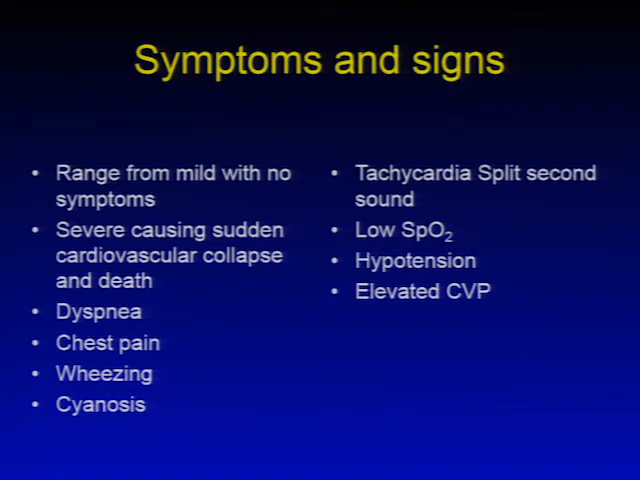 Symptoms and signs
• Range from mild with no
symptoms
• Severe causing sudden
cardiovascular collapse
and death
• Dyspnea
• Chest pain
• Wheezing
• Cyanosis
• Tachycardia Split second
sound
• Low SpO₂
• Hypotension
• Elevated CVP